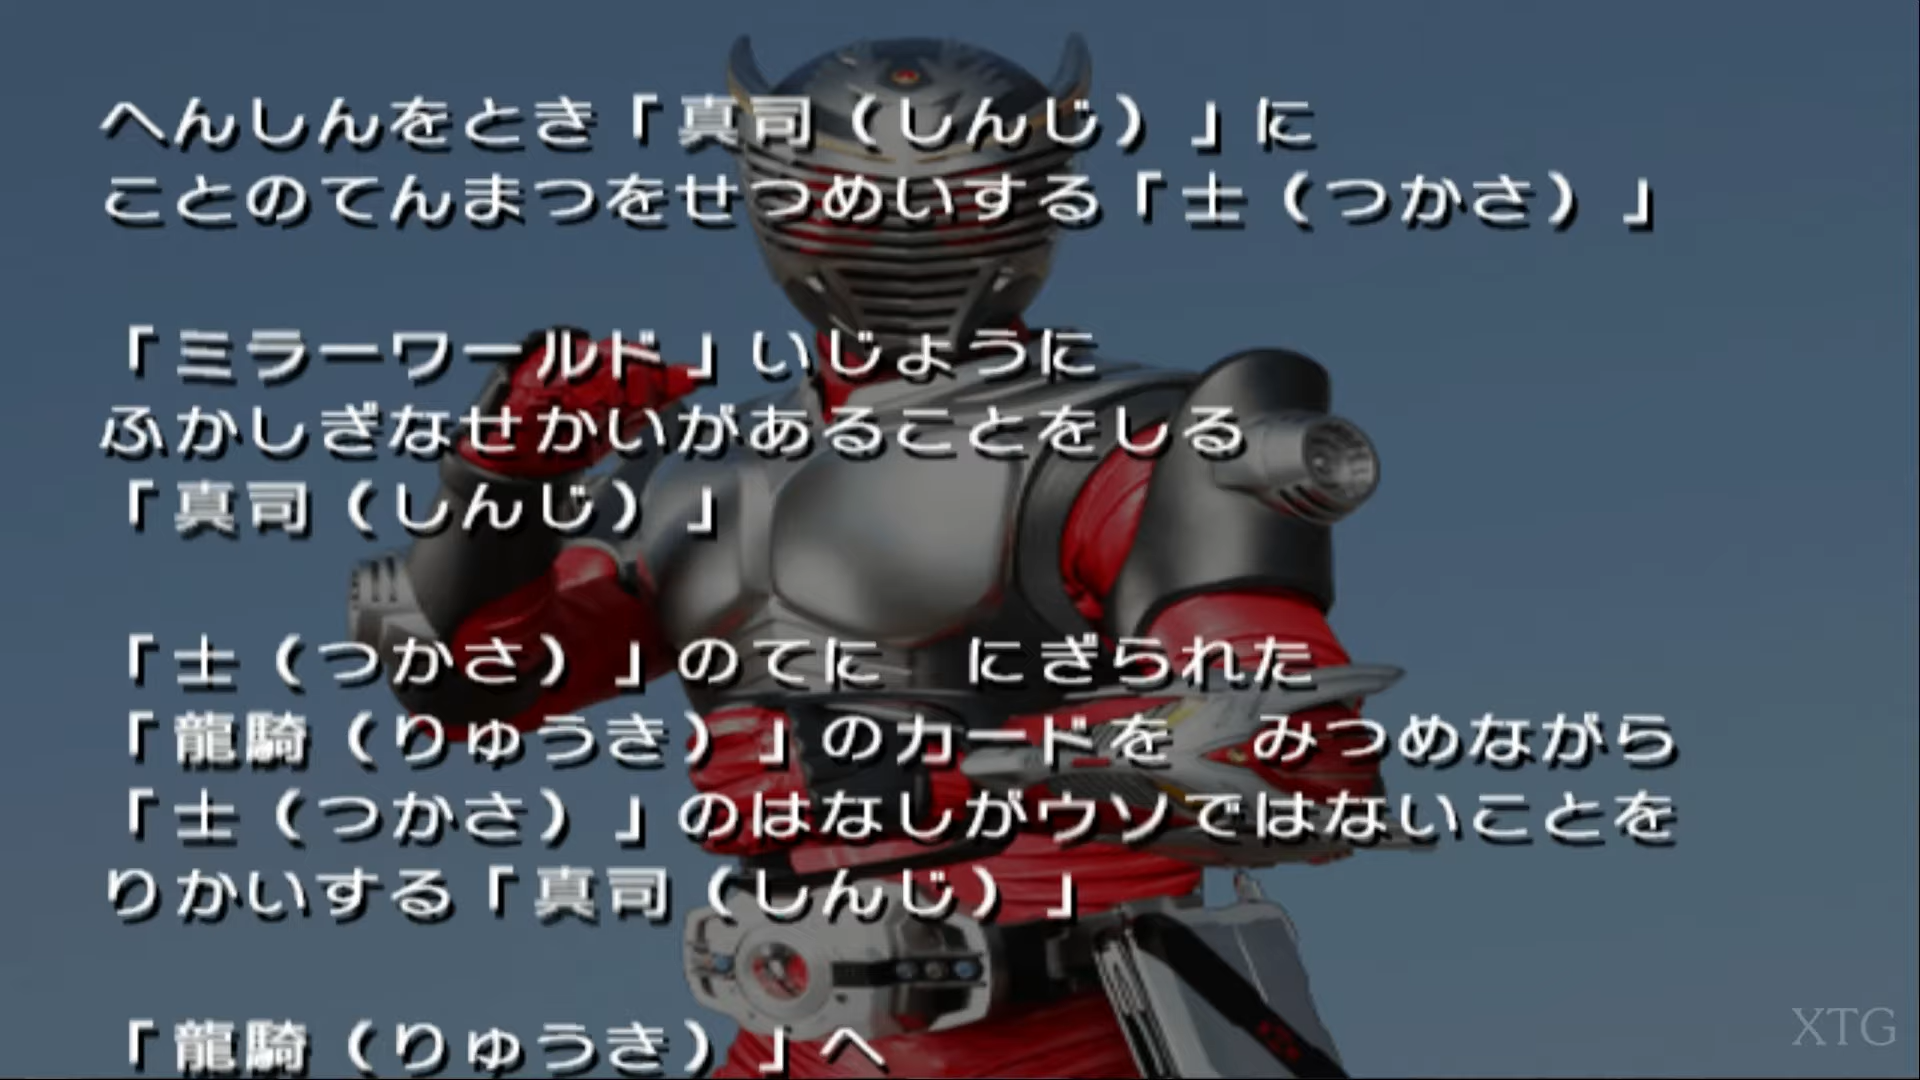 へんしんをとき「真司（しんじ）」に
ことのてんまつをせつめいする「士（つかさ）」
「ミラーワールド」いじょうに
ふかしぎなせかいがあることをしる
「真司（しんじ）」
「士（つかさ）」のてに　にぎられた
「龍騎（りゅうき）」のカードを　みつめながら
「士（つかさ）」のはなしがウソではないことを
りかいする「真司（しんじ）」
「龍騎（りゅうき）」へ
XTG